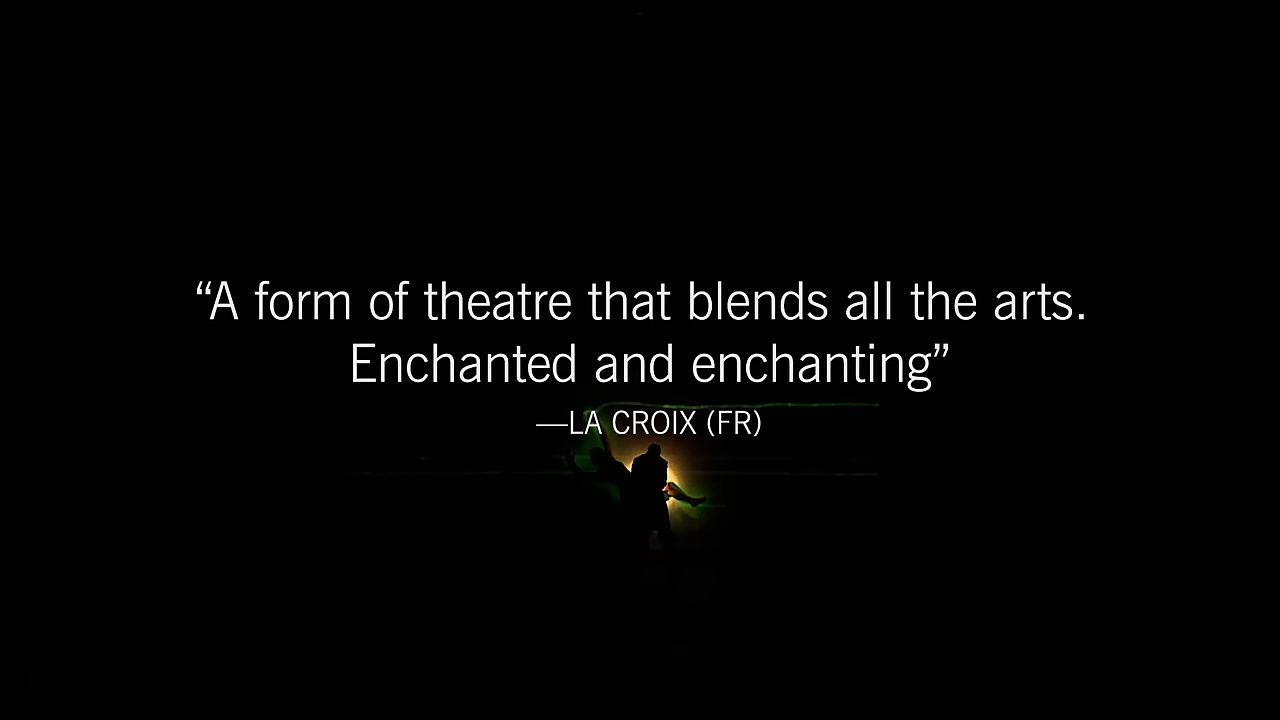 “A form of theatre that blends all the arts.
Enchanted and enchanting”
—LA CROIX (FR)